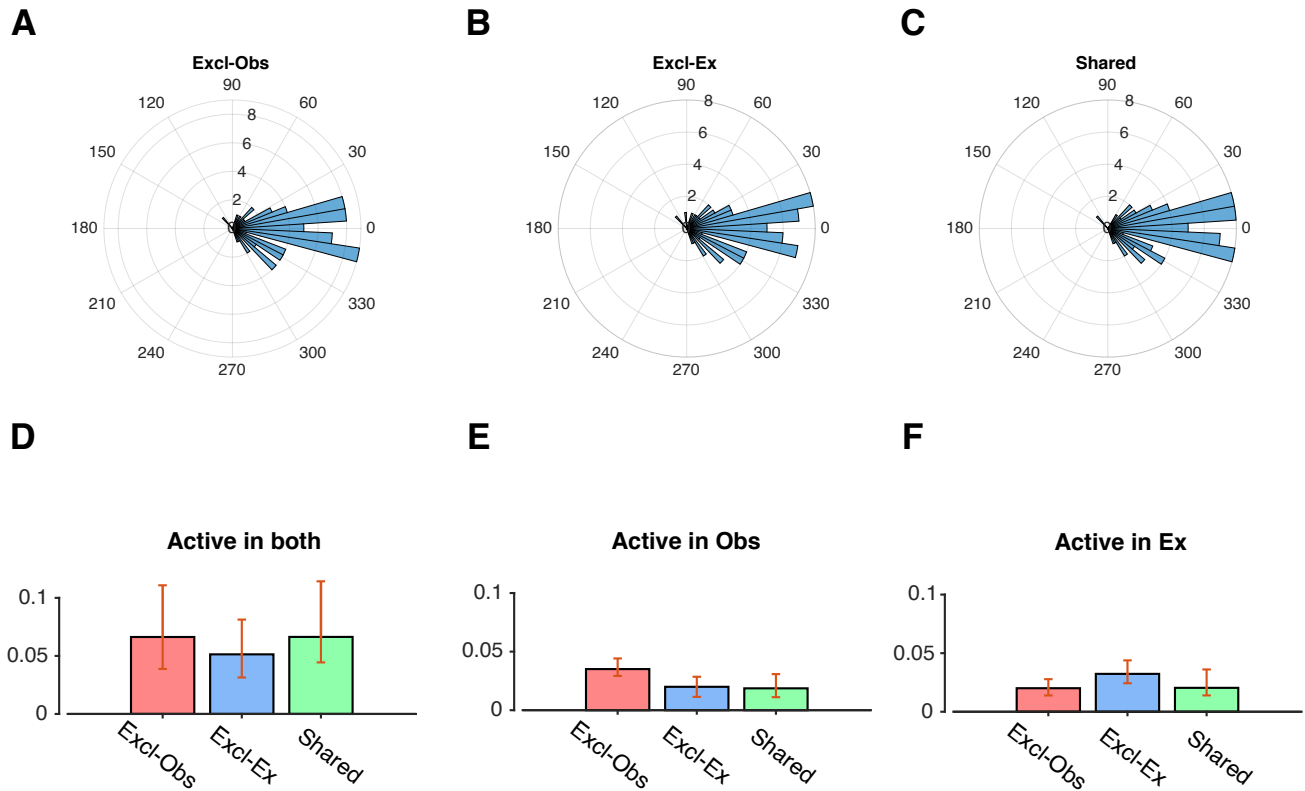 A
B
C
Excl-Obs
90
120
60
8
6
4
2
0
150
30
180
0
210
330
240
300
270
Excl-Ex
90
120
60
8
6
4
2
0
150
30
180
0
210
330
240
300
270
Shared
90
120
60
8
6
4
2
0
150
30
180
0
210
330
240
300
270
D
E
F
Active in both
0.1
0.05
0
Excl-Obs
Excl-Ex
Shared
Active in Obs
0.1
0.05
0
Excl-Obs
Excl-Ex
Shared
Active in Ex
0.1
0.05
0
Excl-Obs
Excl-Ex
Shared